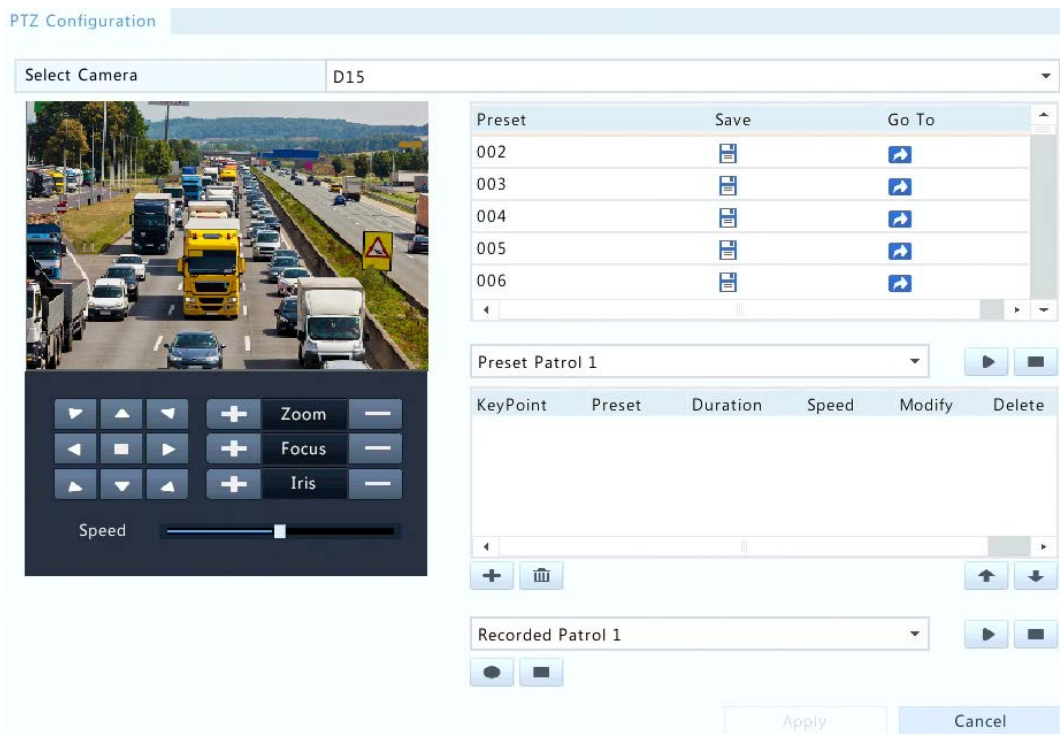 PTZ Configuration
Select Camera D15
Preset Save Go To
002
003
004
005
006
Preset Patrol 1
KeyPoint Preset Duration Speed Modify Delete
Zoom
Focus
Iris
Speed
Recorded Patrol 1
Apply Cancel